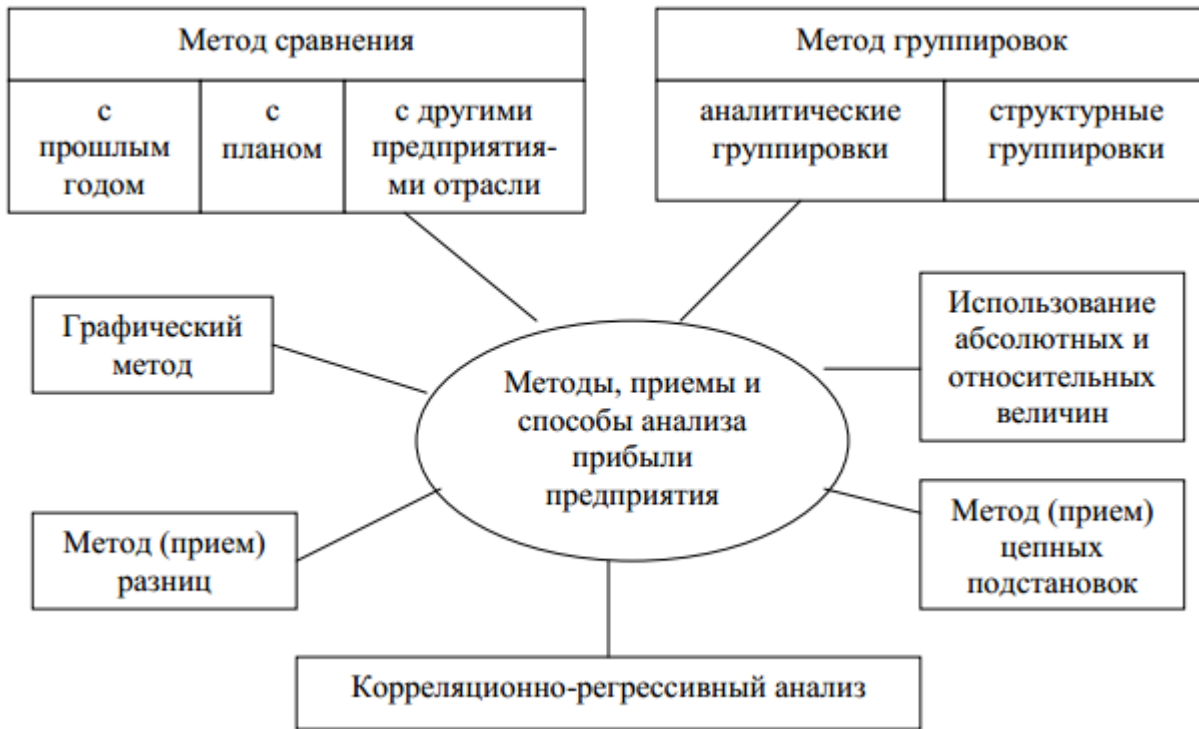 Метод сравнения
с
прошлым
годом
с
планом
с другими
предприятия-
ми отрасли
Метод группировок
аналитические
группировки
структурные
группировки
Графический
метод
Использование
абсолютных и
относительных
величин
Методы, приемы и
способы анализа
прибыли
предприятия
Метод (прием)
разниц
Метод (прием)
цепных
подстановок
Корреляционно-регрессивный анализ